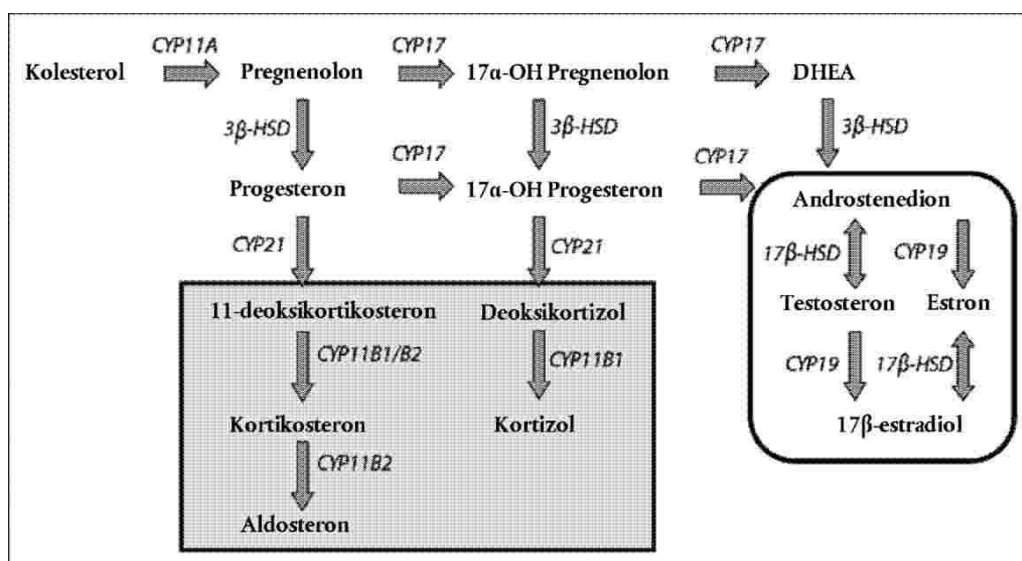 CYP11A CYP17 CYP17
Kolesterol Pregnenolon 17α-OH Pregnenolon DHEA
3β-HSD 3β-HSD 3β-HSD
CYP17 CYP17
Progesteron 17α-OH Progesteron
Androstenedion
CYP21 CYP21 17β-HSD CYP19
11-deoksikortikosteron Deoksikortizol Testosteron Estron
CYP11B1/B2 CYP11B1 CYP19 17β-HSD
Kortikosteron Kortizol 17β-estradiol
CYP11B2
Aldosteron